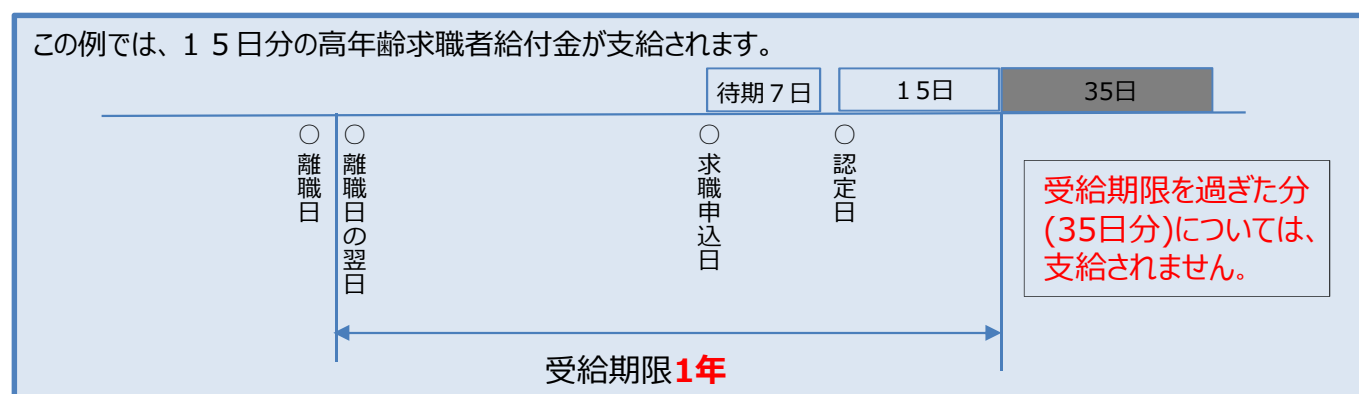 この例では、１５日分の高年齢求職者給付金が支給されます。
待期７日
１5日
35日
○離職日
○離職日の翌日
○求職申込日
○認定日
受給期限を過ぎた分
(35日分)については、
支給されません。
受給期限1年